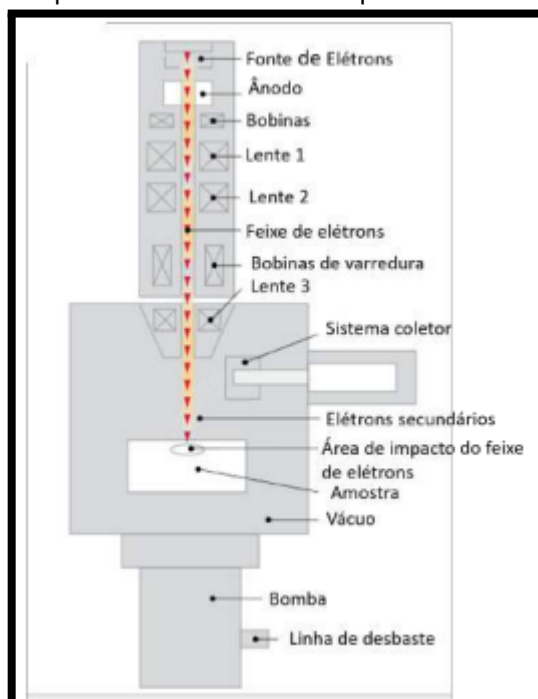 Fonte de Elétrons
Ânodo
Bobinas
Lente 1
Lente 2
Feixe de elétrons
Bobinas de varredura
Lente 3
Sistema coletor
Elétrons secundários
Área de impacto do feixe
de elétrons
Amostra
Vácuo
Bomba
Linha de desbaste